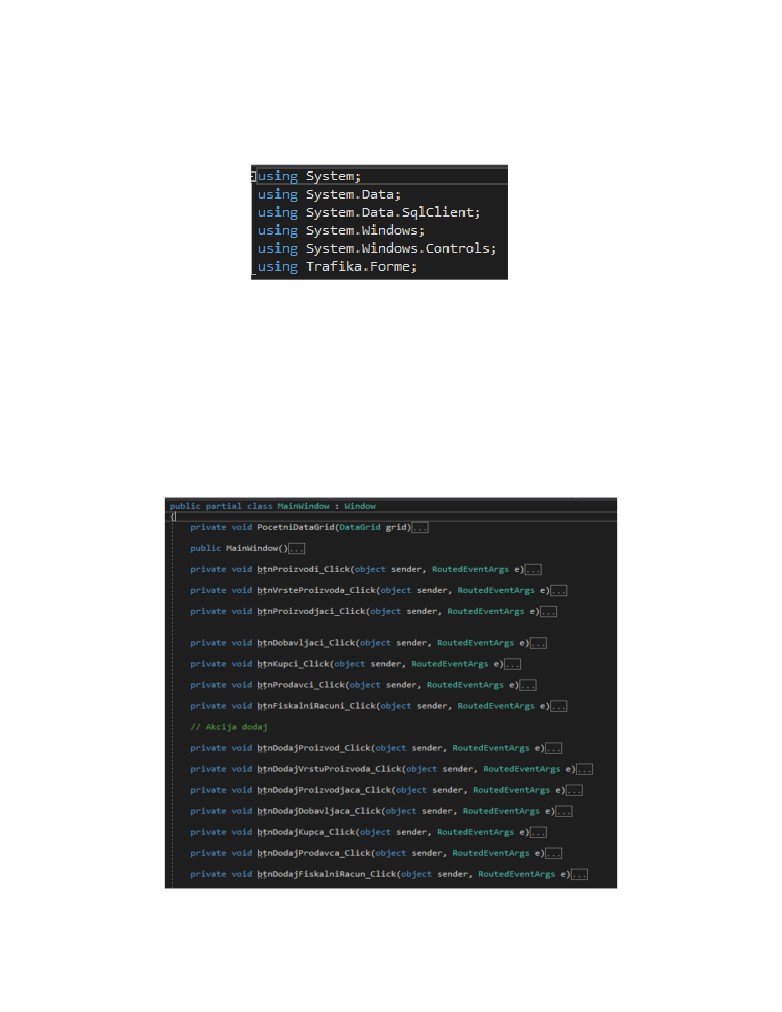 using System;
using System.Data;
using System.Data.SqlClient;
using System.Windows;
using System.Windows.Controls;
using Trafika.Forme;
public partial class MainWindow : Window
{
private void PocetniDataGrid(DataGrid grid)...
public MainWindow()...
private void btnProizvodi_Click(object sender, RoutedEventArgs e)...
private void btnVrsteProizvoda_Click(object sender, RoutedEventArgs e)...
private void btnProizvodjaci_Click(object sender, RoutedEventArgs e)...
private void btnDobavljaci_Click(object sender, RoutedEventArgs e)...
private void btnKupci_Click(object sender, RoutedEventArgs e)...
private void btnProdavci_Click(object sender, RoutedEventArgs e)...
private void btnFiskalniRacuni_Click(object sender, RoutedEventArgs e)...
// Akcija dodaj
private void btnDodajProizvod_Click(object sender, RoutedEventArgs e)...
private void btnDodajVrstuProizvoda_Click(object sender, RoutedEventArgs e)...
private void btnDodajProizvodjaca_Click(object sender, RoutedEventArgs e)...
private void btnDodajDobavljaca_Click(object sender, RoutedEventArgs e)...
private void btnDodajKupca_Click(object sender, RoutedEventArgs e)...
private void btnDodajProdavca_Click(object sender, RoutedEventArgs e)...
private void btnDodajFiskalniRacun_Click(object sender, RoutedEventArgs e)...